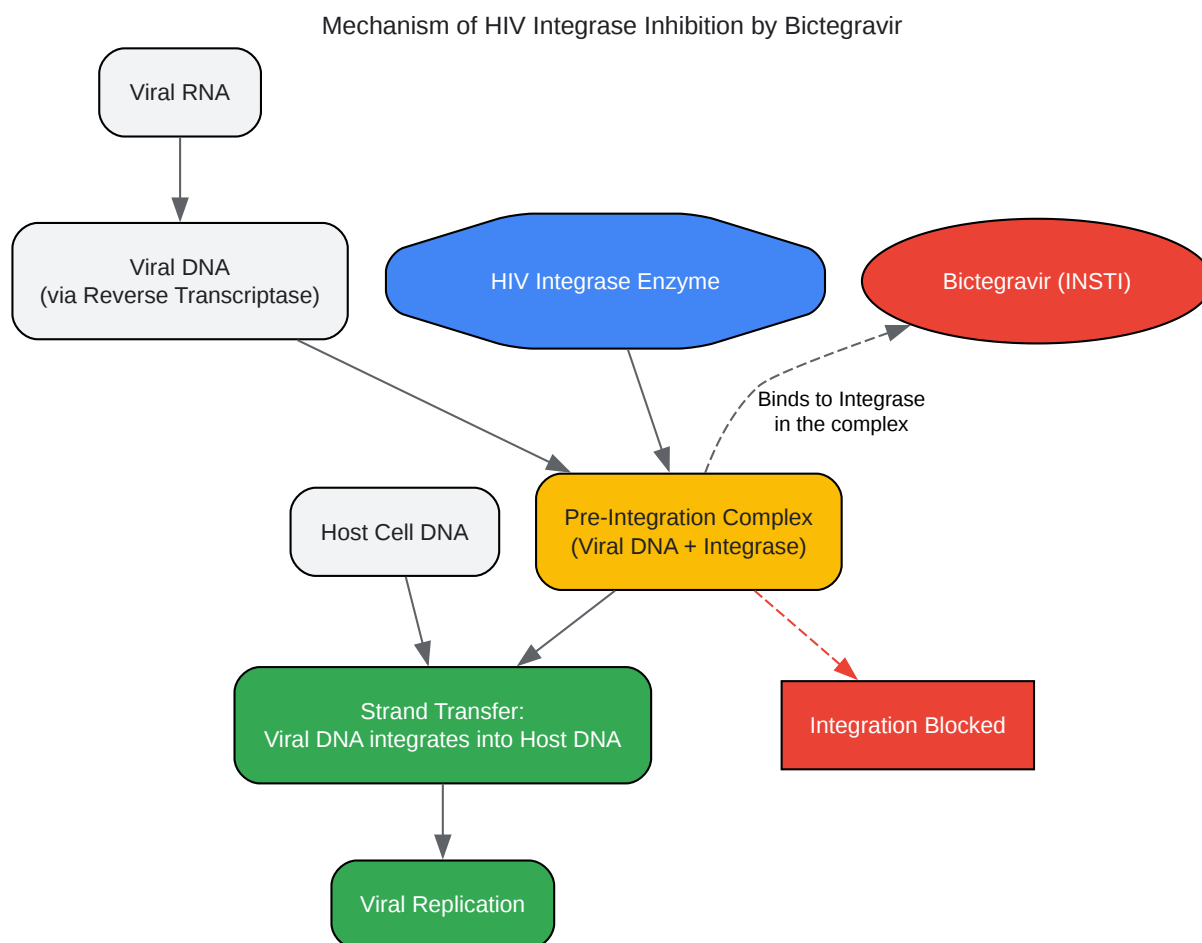 Mechanism of HIV Integrase Inhibition by Bictegravir
Viral RNA
Viral DNA
(via Reverse Transcriptase)
HIV Integrase Enzyme
Bictegravir (INSTI)
Binds to Integrase
in the complex
Host Cell DNA
Pre-Integration Complex
(Viral DNA + Integrase)
Strand Transfer:
Viral DNA integrates into Host DNA
Integration Blocked
Viral Replication